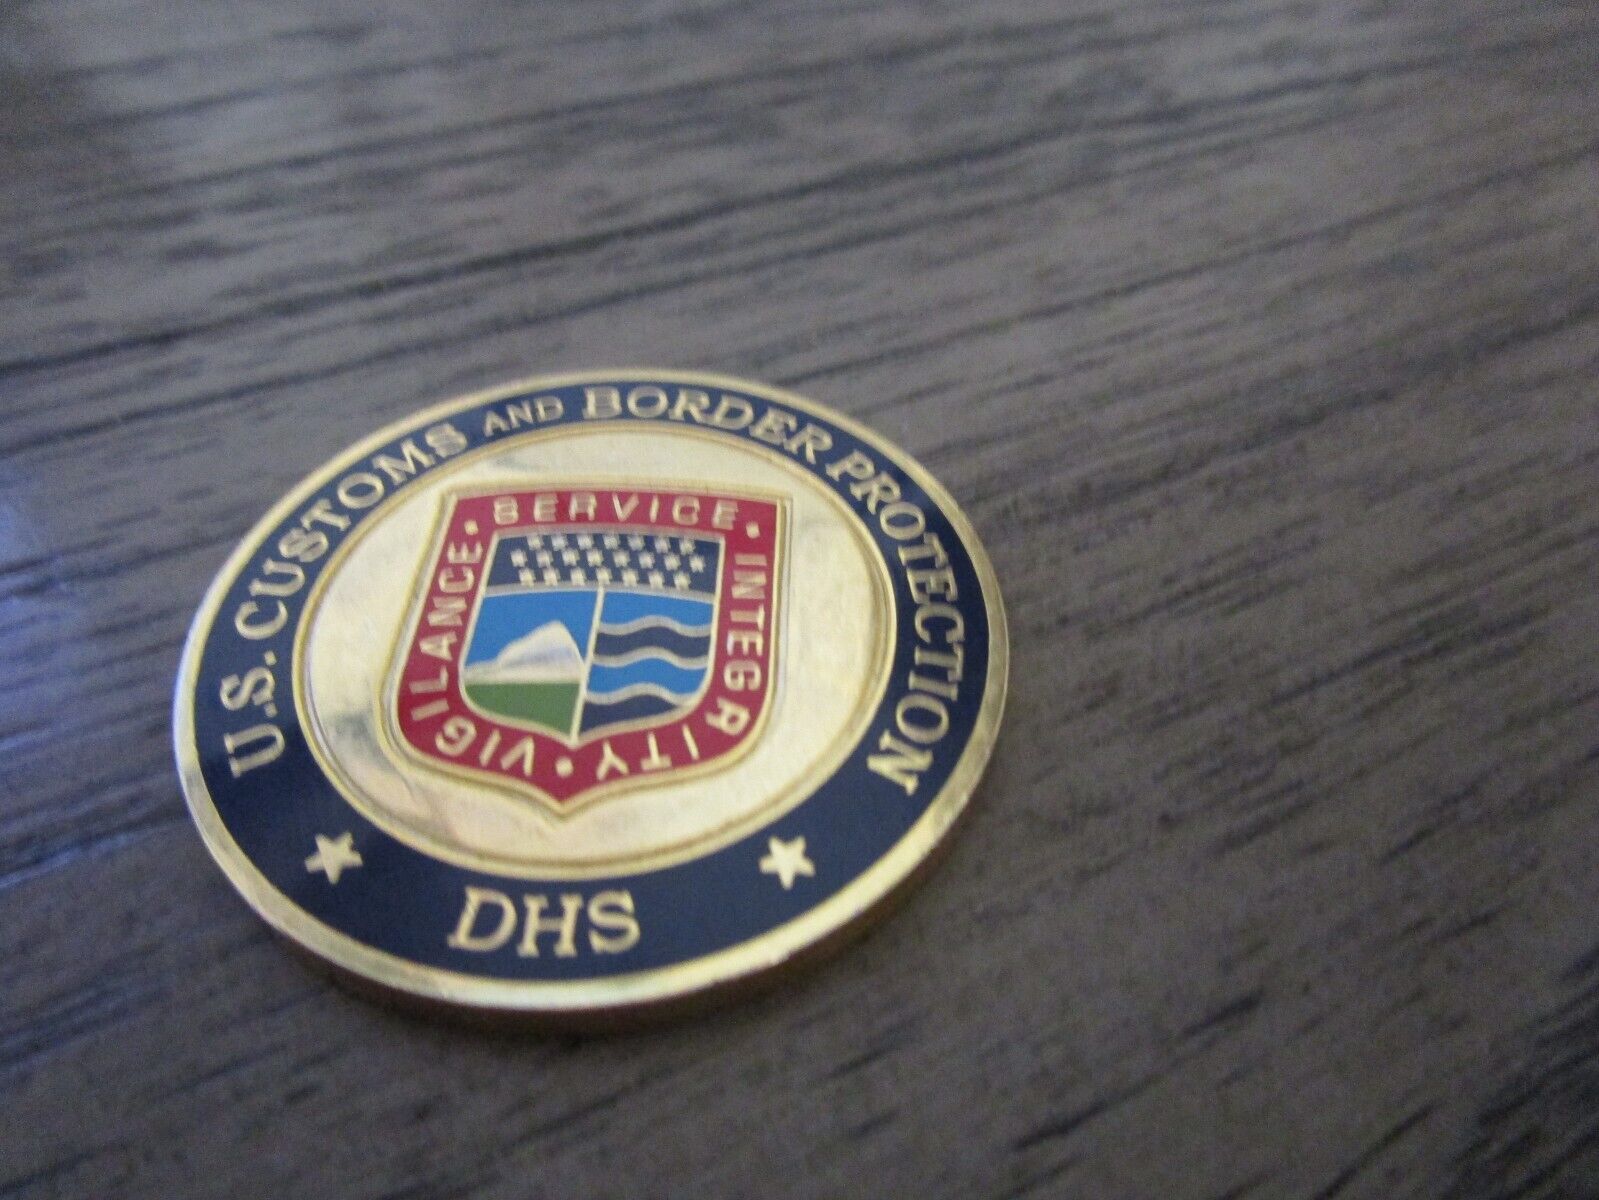 U.S. CUSTOMS AND BORDER PROTECTION
VIGILANCE · SERVICE · INTEGRITY ·
DHS